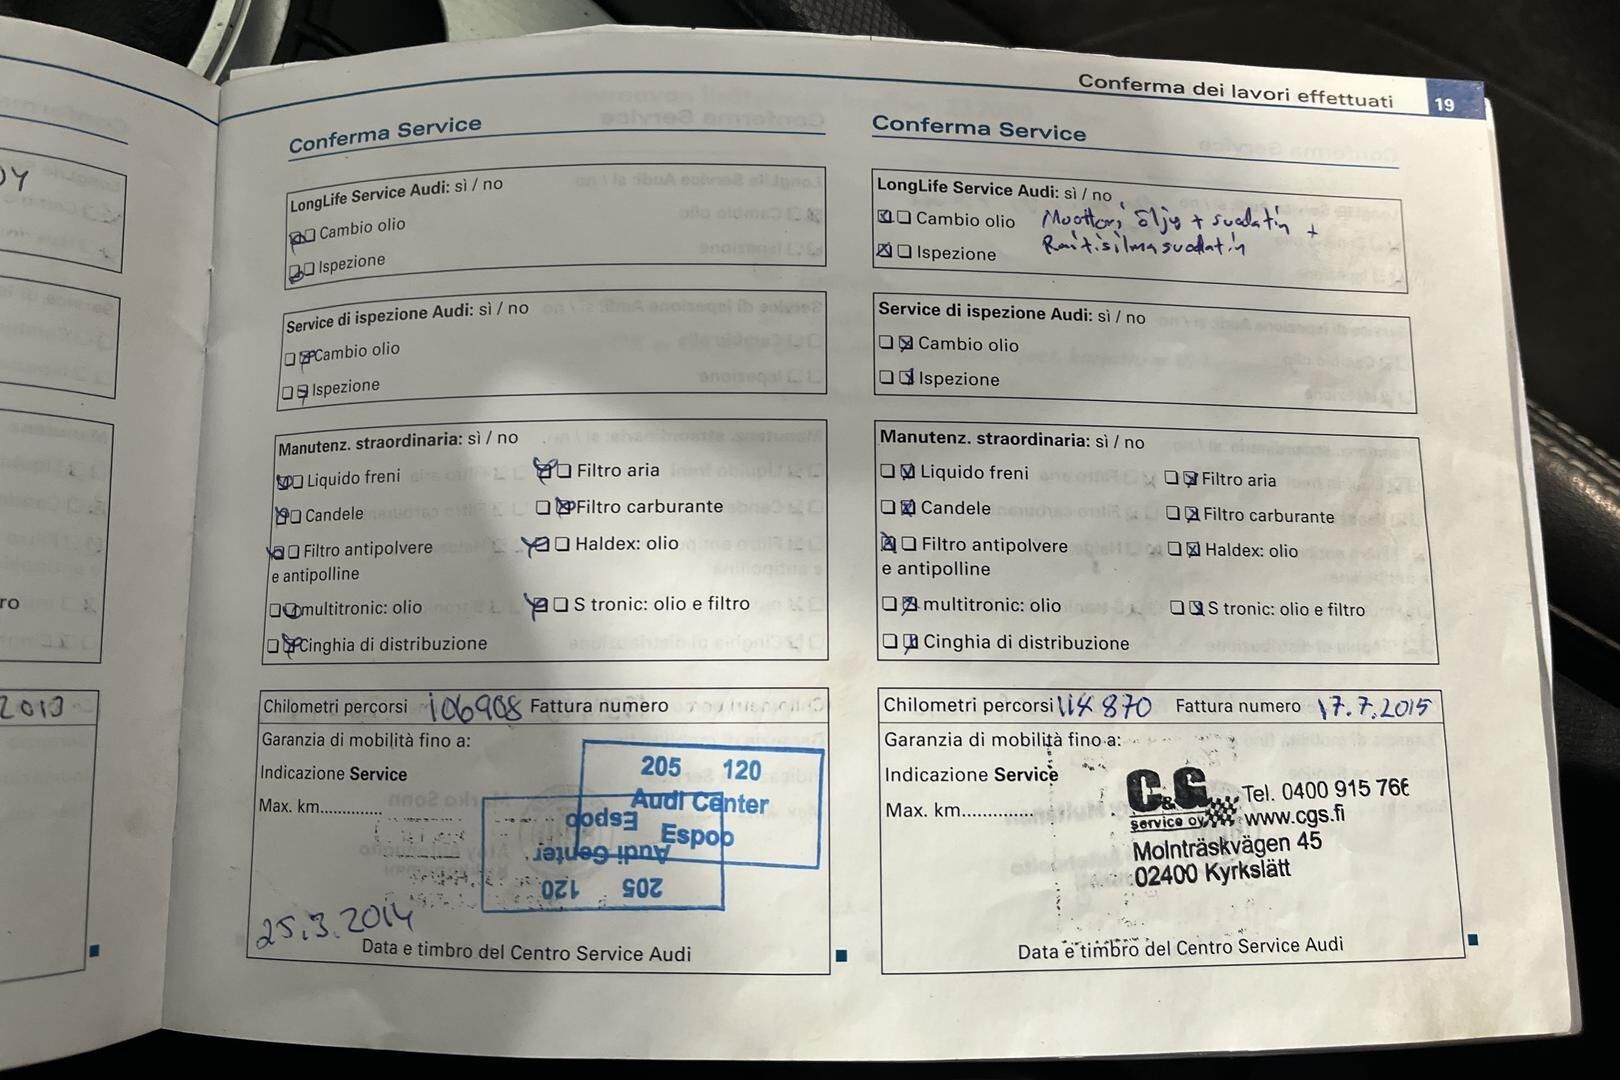 Conferma dei lavori effettuati 19
Conferma Service
LongLife Service Audi: sì / no
Cambio olio
Ispezione
Service di ispezione Audi: sì / no
Cambio olio
Ispezione
Manutenz. straordinaria: sì / no
Liquido freni Filtro aria
Candele Filtro carburante
Filtro antipolvere Haldex: olio
e antipolline
multitronic: olio S tronic: olio e filtro
Cinghia di distribuzione
Chilometri percorsi 106908 Fattura numero
Garanzia di mobilità fino a:
Indicazione Service
Max. km..............
205 120
Audi Center
Espoo
205 120
Audi Center
Espoo
25.3.2014
Data e timbro del Centro Service Audi
Conferma Service
LongLife Service Audi: sì / no
Cambio olio Moottori öljy + suodatin +
Ispezione Raitisilmasuodatin
Service di ispezione Audi: sì / no
Cambio olio
Ispezione
Manutenz. straordinaria: sì / no
Liquido freni Filtro aria
Candele Filtro carburante
Filtro antipolvere Haldex: olio
e antipolline
multitronic: olio S tronic: olio e filtro
Cinghia di distribuzione
Chilometri percorsi 114 870 Fattura numero 17.7.2015
Garanzia di mobilità fino a:
Indicazione Service
Max. km..............
C&G
service oy
Tel. 0400 915 766
www.cgs.fi
Molnträskvägen 45
02400 Kyrkslätt
Data e timbro del Centro Service Audi
2013